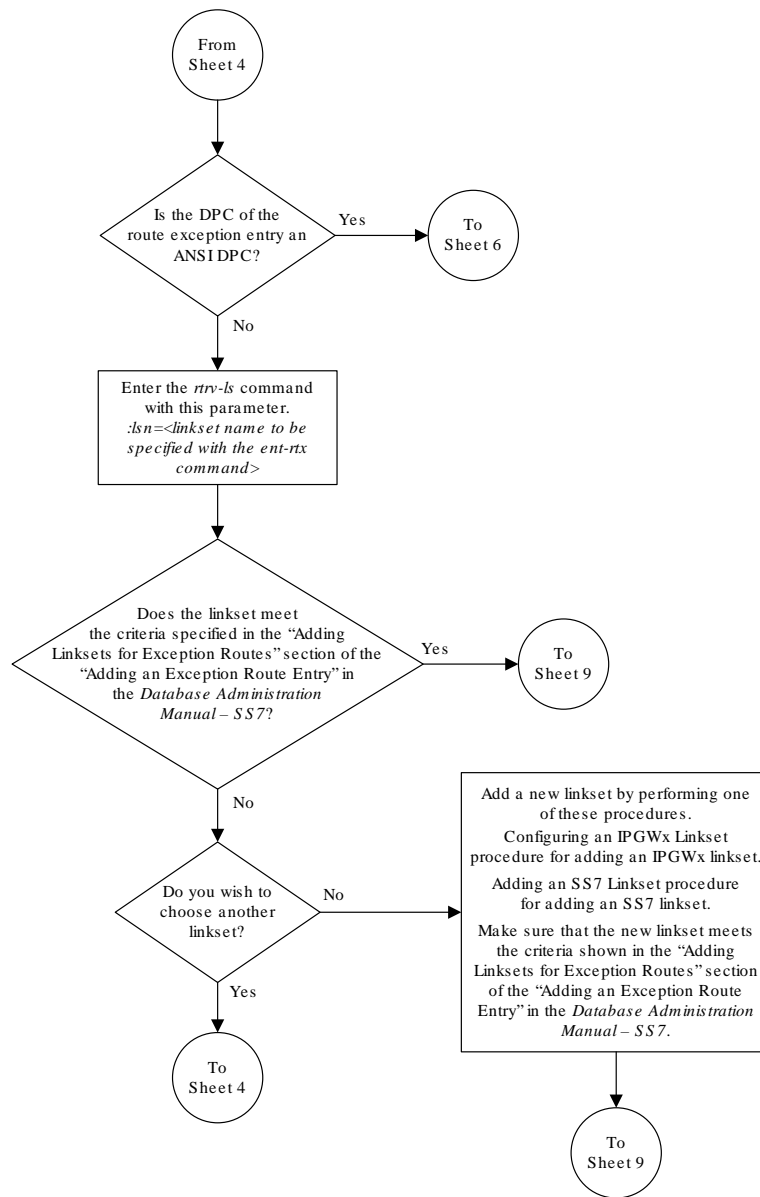 From
Sheet 4
Is the DPC of the
route exception entry an
ANSI DPC?
Yes
To
Sheet 6
No
Enter the rtrv-ls command
with this parameter.
:lsn=<linkset name to be
specified with the ent-rtx
command>
Does the linkset meet
the criteria specified in the “Adding
Linksets for Exception Routes” section of the
“Adding an Exception Route Entry” in
the Database Administration
Manual – SS7?
Yes
To
Sheet 9
No
Do you wish to
choose another
linkset?
No
Add a new linkset by performing one
of these procedures.
Configuring an IPGWx Linkset
procedure for adding an IPGWx linkset.
Adding an SS7 Linkset procedure
for adding an SS7 linkset.
Make sure that the new linkset meets
the criteria shown in the “Adding
Linksets for Exception Routes” section
of the “Adding an Exception Route
Entry” in the Database Administration
Manual – SS7.
Yes
To
Sheet 4
To
Sheet 9